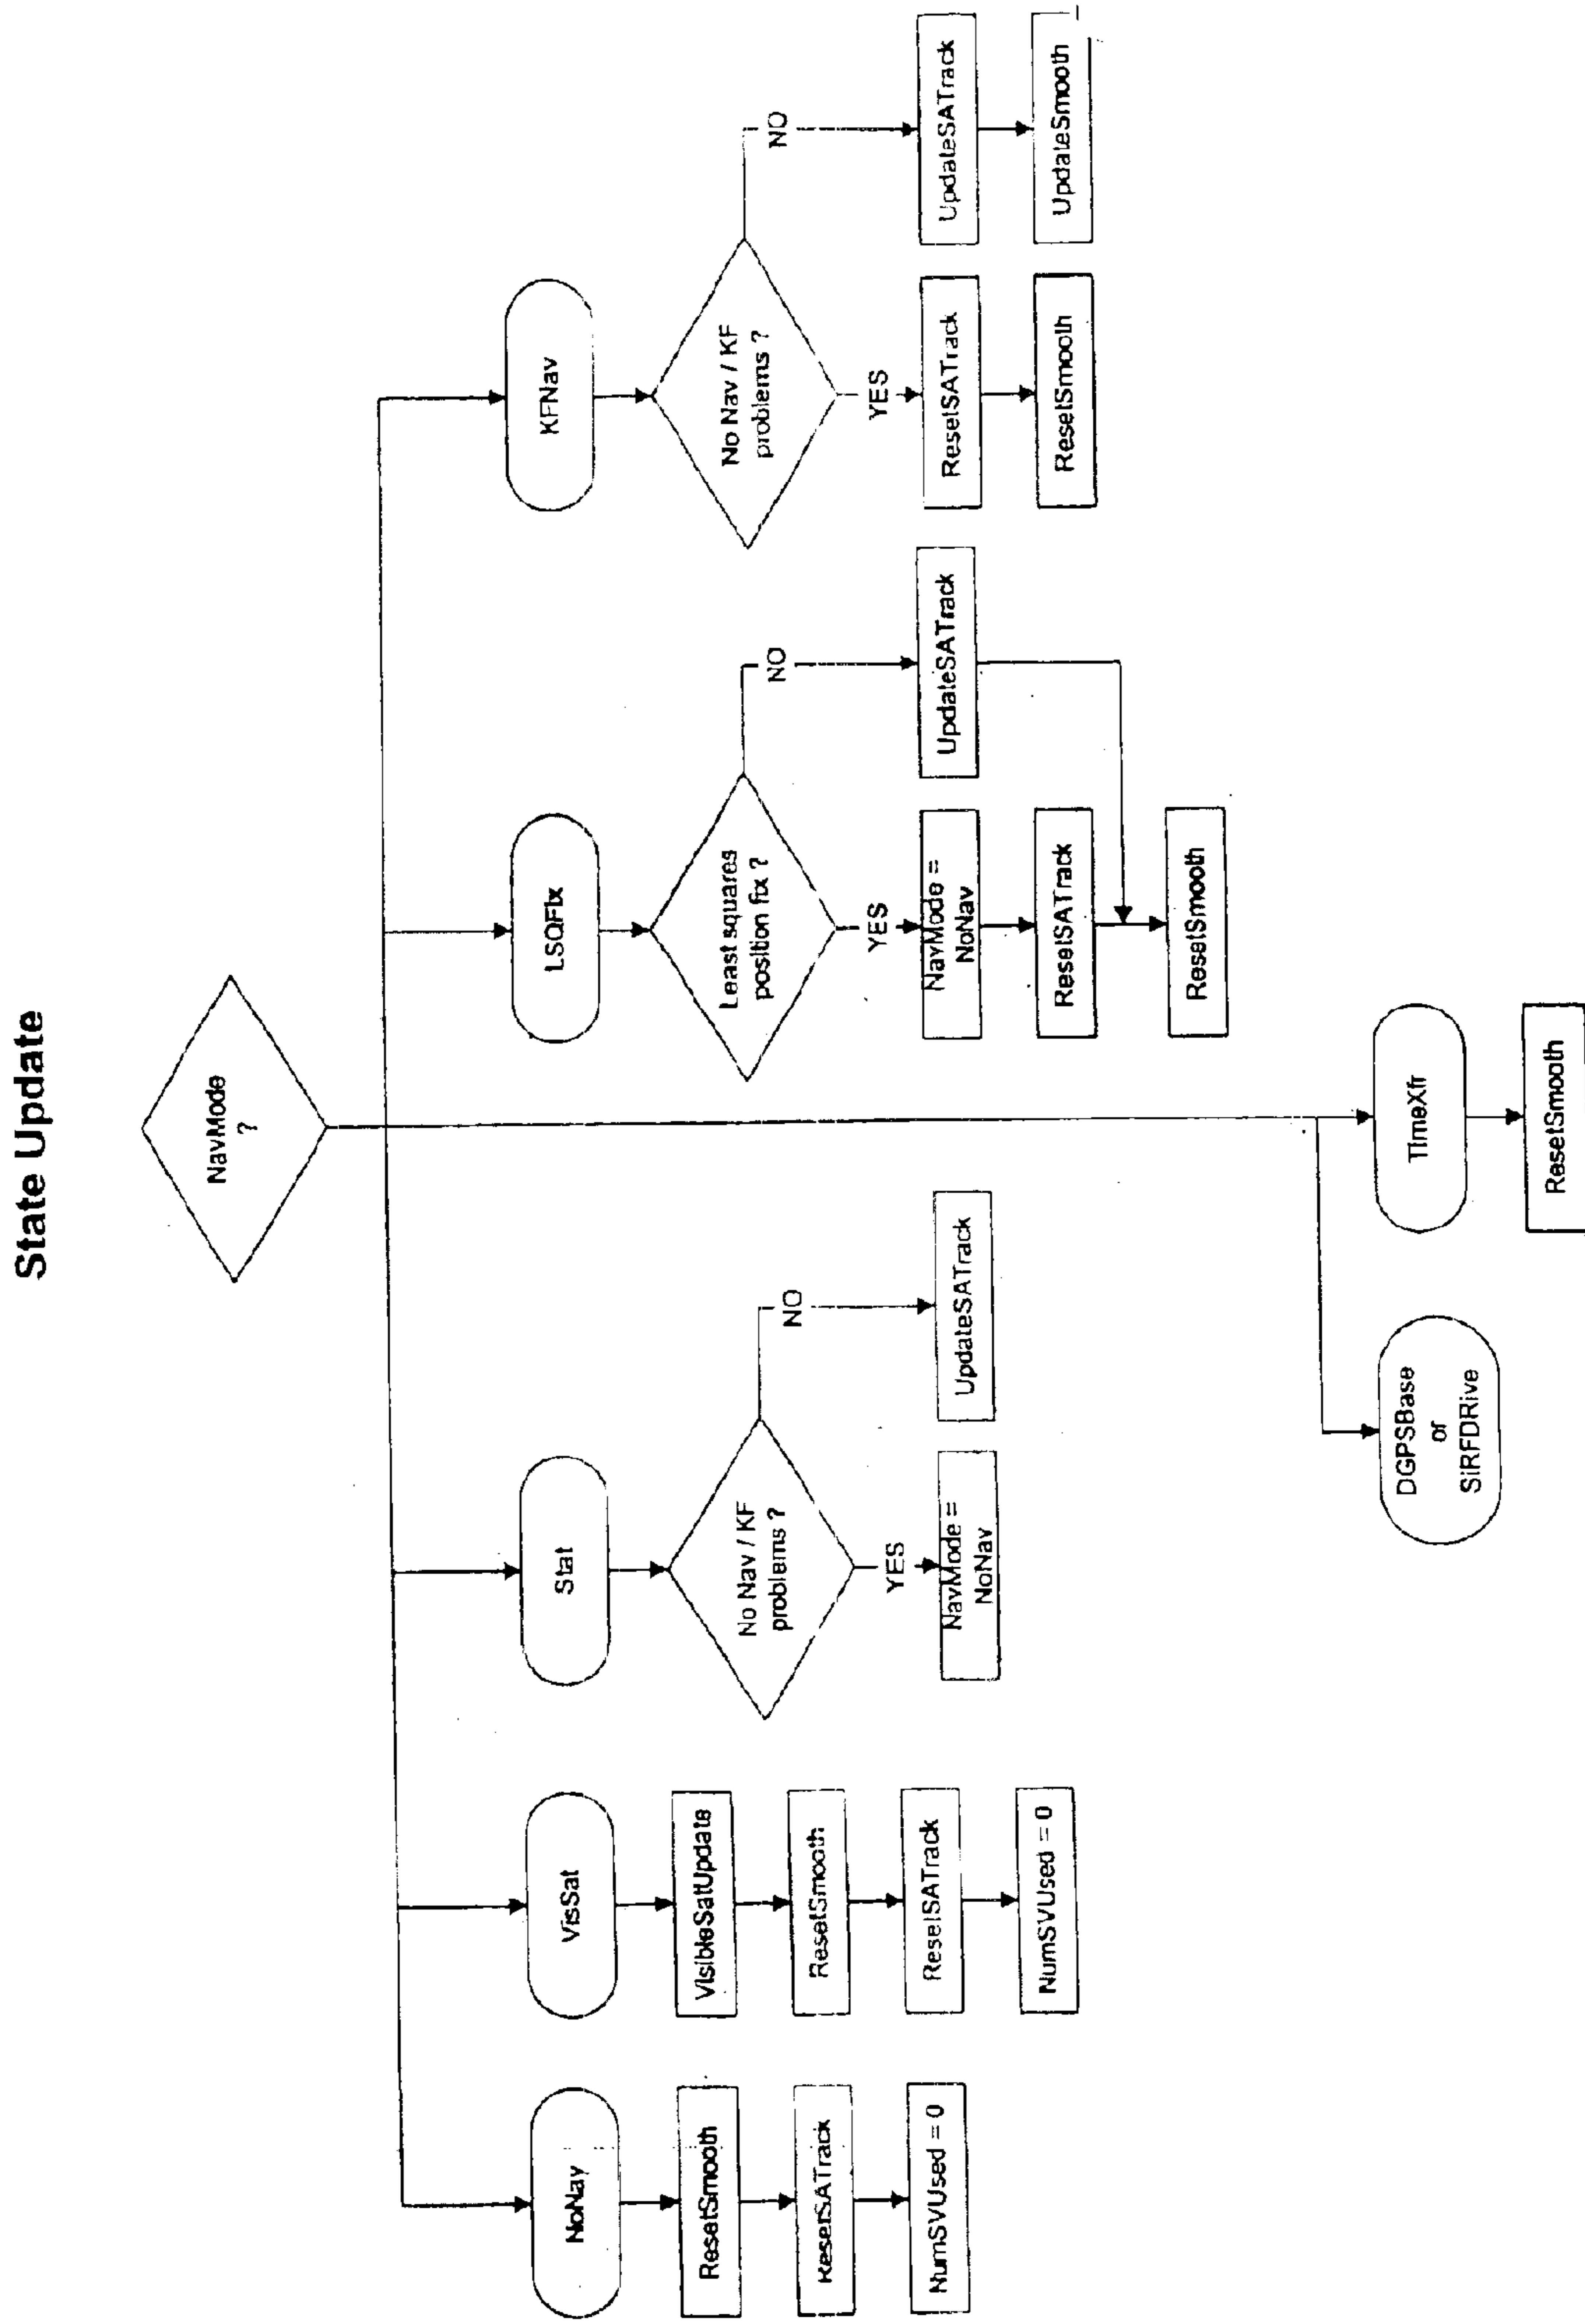 State Update
NavMode
?
NoNav
ResetSmooth
ResetSATrack
NumSVUsed = 0
VisSat
VisibleSatUpdate
ResetSmooth
ResetSATrack
NumSVUsed = 0
Stat
No Nav / KF
problems ?
YES
NavMode =
NoNav
NO
UpdateSATrack
LSQFix
Least squares
position fix ?
YES
NavMode =
NoNav
ResetSATrack
ResetSmooth
NO
UpdateSATrack
KFNav
No Nav / KF
problems ?
YES
ResetSATrack
ResetSmooth
NO
UpdateSATrack
UpdateSmooth
DGPSBase
or
SiRFDRive
TimeXfr
ResetSmooth